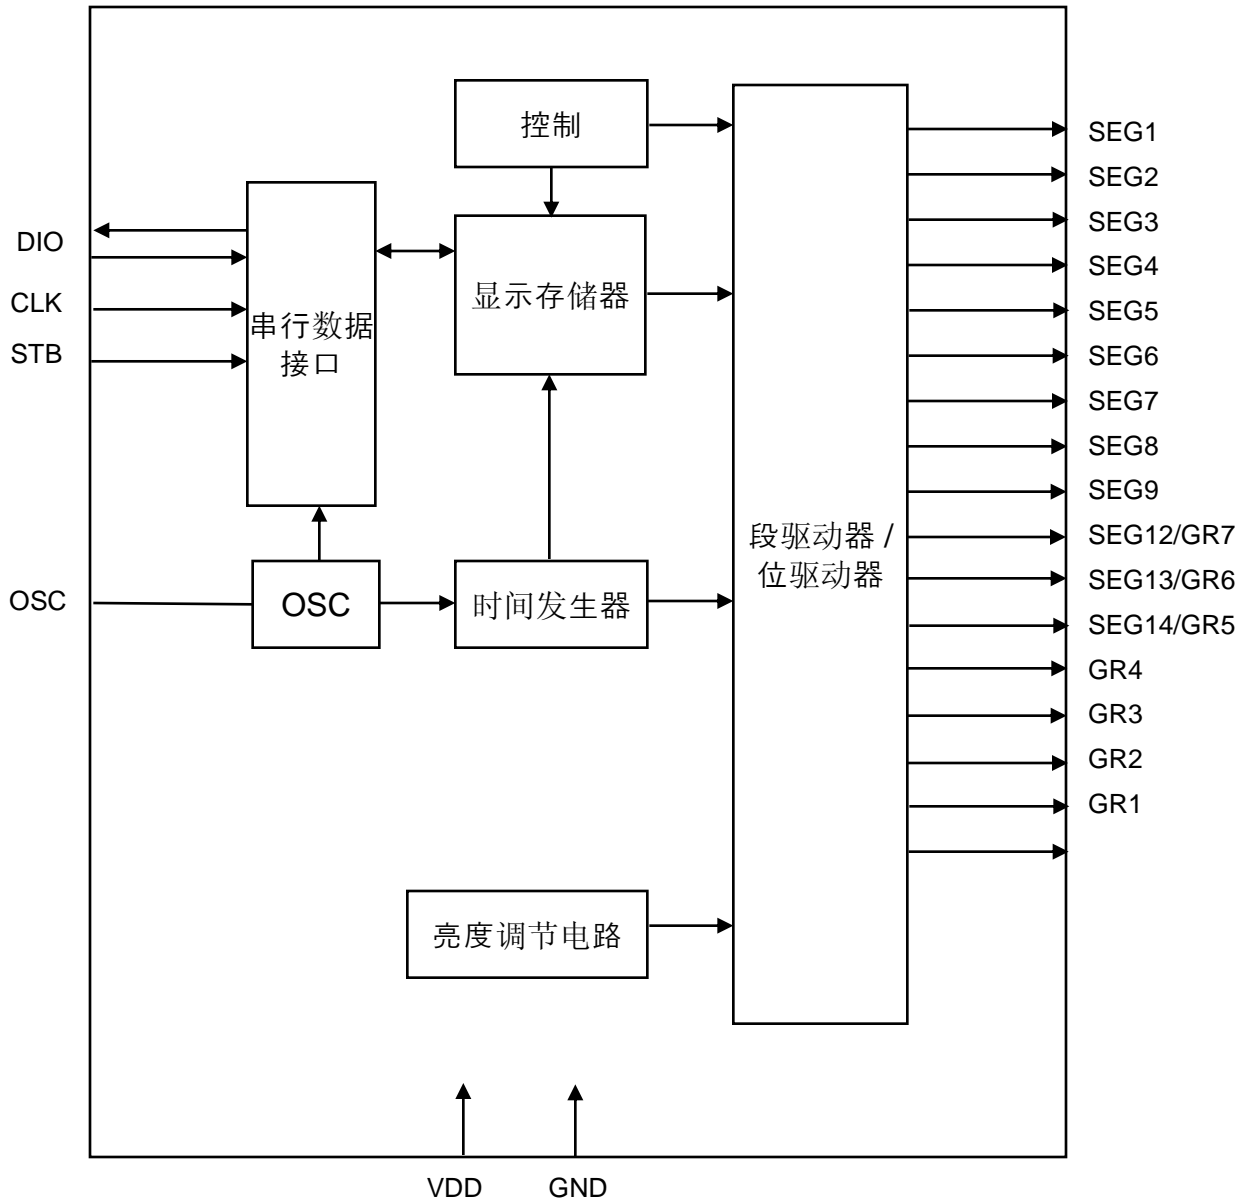 控制
SEG1
SEG2
SEG3
DIO
SEG4
显示存储器
CLK
SEG5
串行数据
接口
STB
SEG6
SEG7
SEG8
SEG9
段驱动器 /
位驱动器
SEG12/GR7
SEG13/GR6
OSC
OSC
时间发生器
SEG14/GR5
GR4
GR3
GR2
GR1
亮度调节电路
VDD
GND